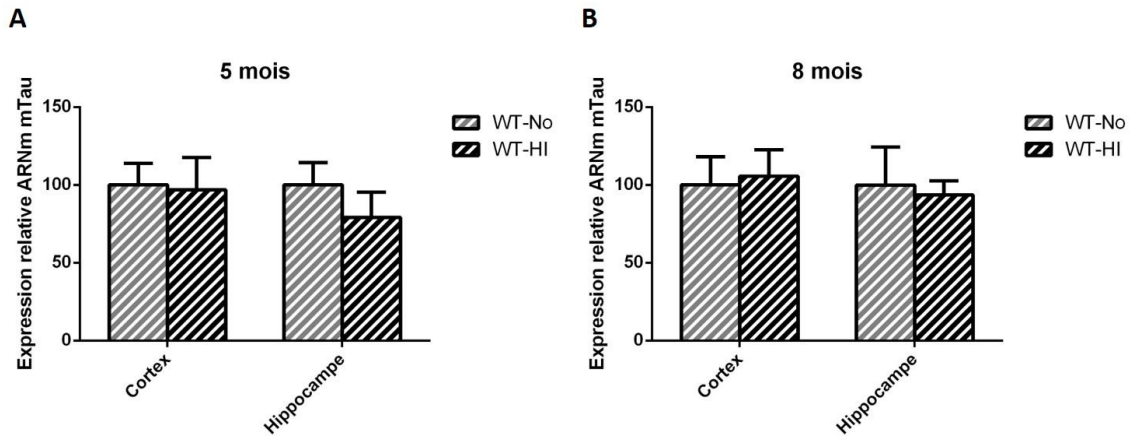 A
5 mois
Expression relative ARNm mTau
150
100
50
0
Cortex
Hippocampe
WT-No
WT-HI
B
8 mois
Expression relative ARNm mTau
150
100
50
0
Cortex
Hippocampe
WT-No
WT-HI